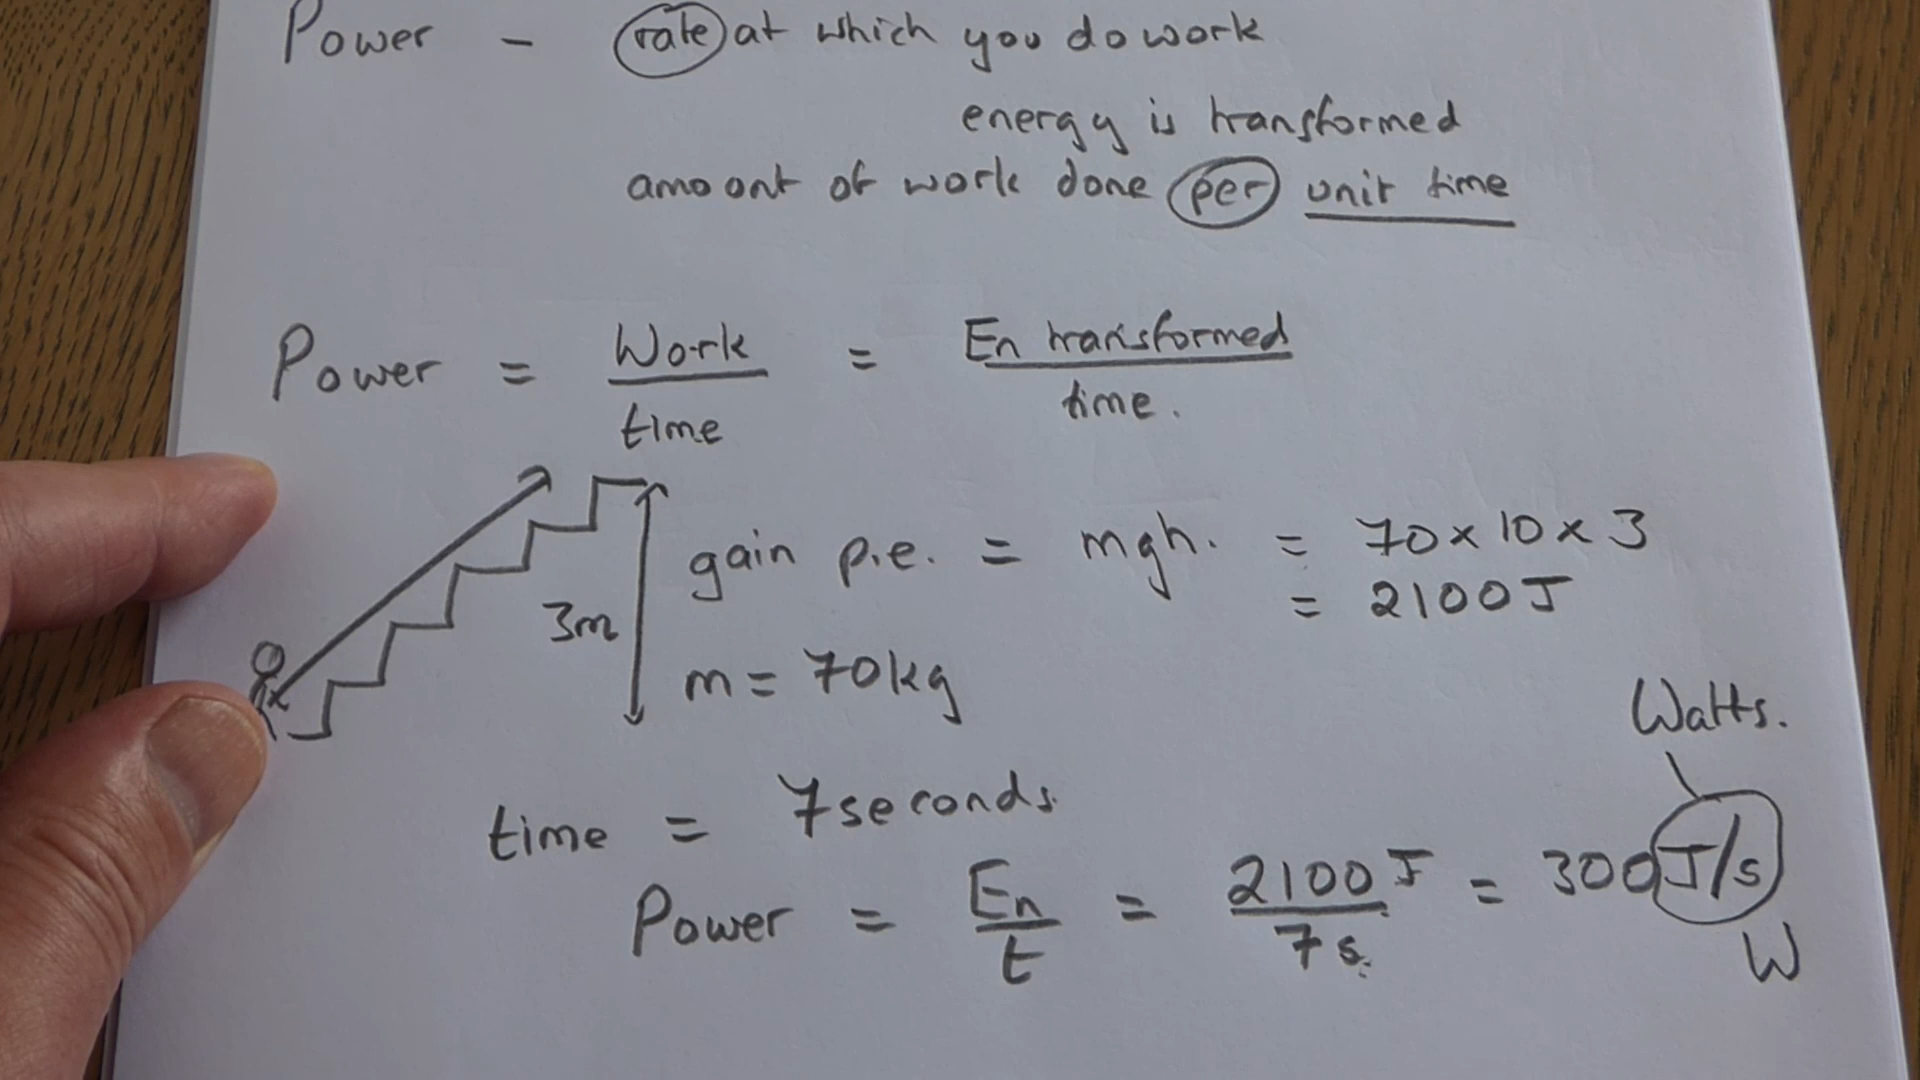 Power - rate at which you do work
energy is transformed
amount of work done per unit time
Power = Work/time = En transformed/time.
gain p.e. = mgh. = 70 x 10 x 3
= 2100 J
3m
m = 70kg
Watts.
time = 7 seconds.
Power = En/t = 2100 J/7 s. = 300 J/s
W